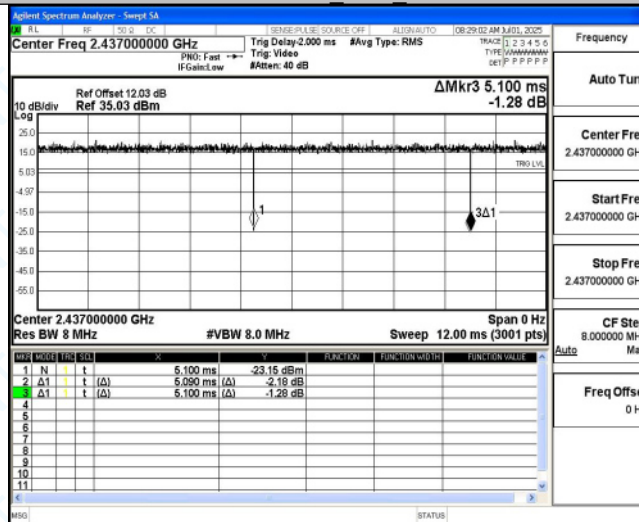 Agilent Spectrum Analyzer - Swept SA
RL RF 50 Ω DC SENSE:PULSE SOURCE OFF ALIGNAUTO 08:29:02 AM Jul 01, 2025
Center Freq 2.437000000 GHz
PNO: Fast
IFGain:Low
Trig Delay-2.000 ms
Trig: Video
#Atten: 40 dB
#Avg Type: RMS
TRACE 1 2 3 4 5 6
TYPE
DET P P P P P P
Frequency
Auto Tun
Center Fre
2.437000000 GH
Start Fre
2.437000000 GH
Stop Fre
2.437000000 GH
CF Ste
8.000000 MH
Auto Ma
Freq Offse
0 H
ΔMkr3 5.100 ms
-1.28 dB
Ref Offset 12.03 dB
10 dB/div Ref 35.03 dBm
Log
25.0
15.0
5.03
-4.97
-15.0
-25.0
-35.0
-45.0
-55.0
TRIG LVL
1
3Δ1
Center 2.437000000 GHz Span 0 Hz
Res BW 8 MHz #VBW 8.0 MHz Sweep 12.00 ms (3001 pts)
MKR MODE TRC SCL X Y FUNCTION FUNCTION WIDTH FUNCTION VALUE
1 N 1 t 5.100 ms -23.15 dBm
2 Δ1 1 t (Δ) 5.090 ms (Δ) -2.18 dB
3 Δ1 1 t (Δ) 5.100 ms (Δ) -1.28 dB
4
5
6
7
8
9
10
11
MSG STATUS